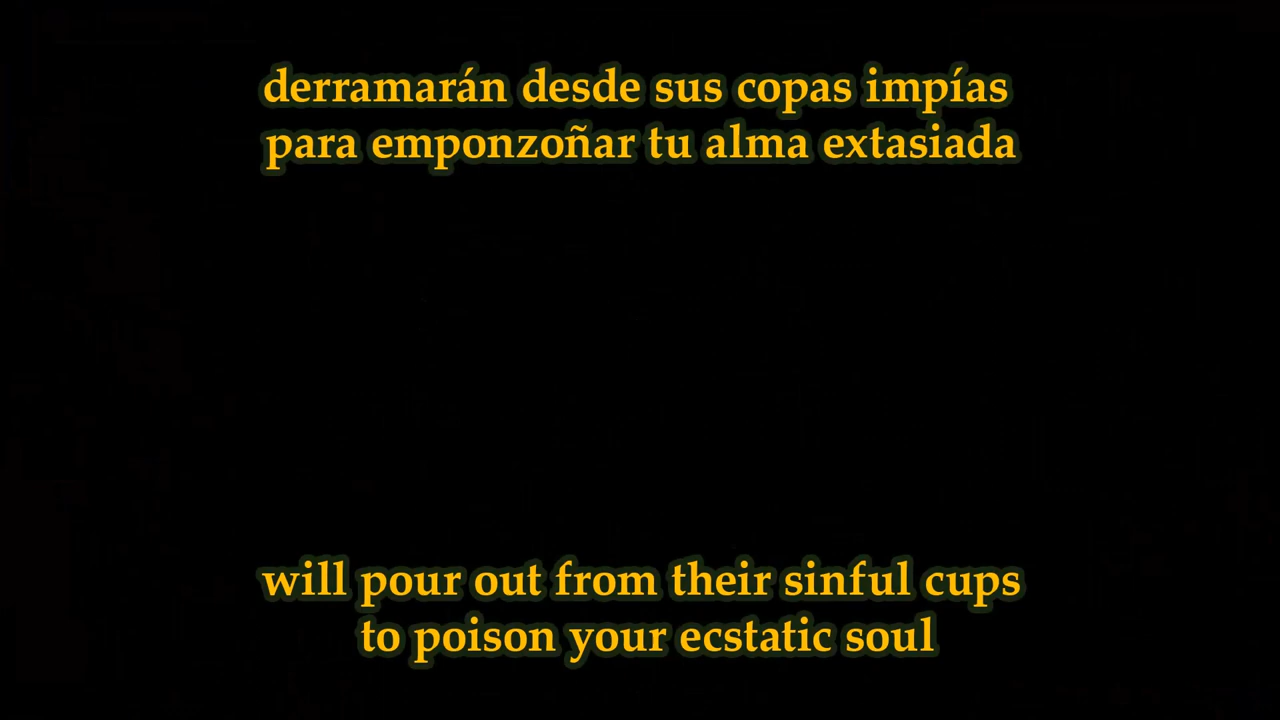 derramarán desde sus copas impías
para emponzoñar tu alma extasiada
will pour out from their sinful cups
to poison your ecstatic soul